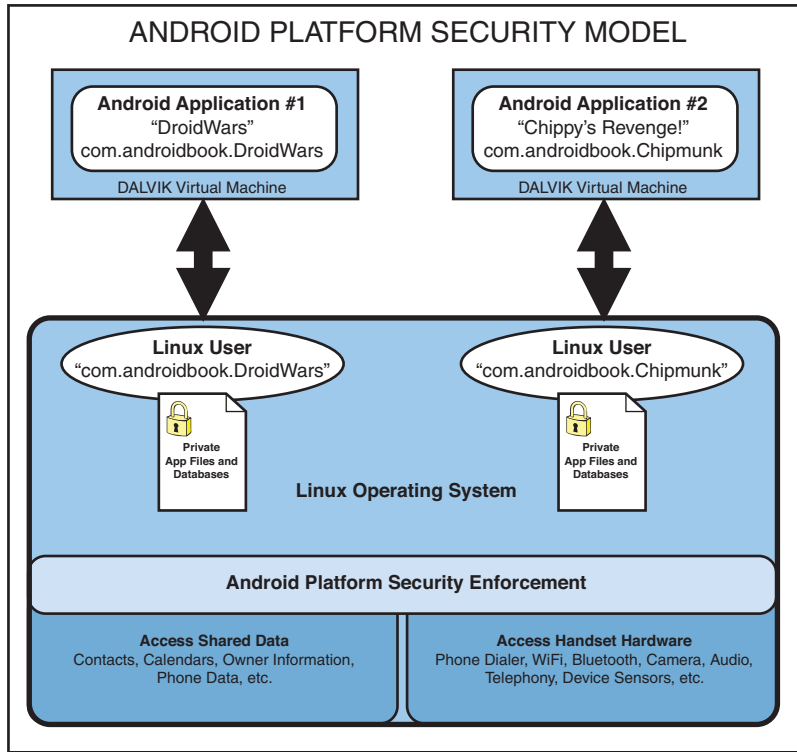 ANDROID PLATFORM SECURITY MODEL
Android Application #1
“DroidWars”
com.androidbook.DroidWars
DALVIK Virtual Machine
Android Application #2
“Chippy’s Revenge!”
com.androidbook.Chipmunk
DALVIK Virtual Machine
Linux User
“com.androidbook.DroidWars”
Private
App Files and
Databases
Linux User
“com.androidbook.Chipmunk”
Private
App Files and
Databases
Linux Operating System
Android Platform Security Enforcement
Access Shared Data
Contacts, Calendars, Owner Information,
Phone Data, etc.
Access Handset Hardware
Phone Dialer, WiFi, Bluetooth, Camera, Audio,
Telephony, Device Sensors, etc.